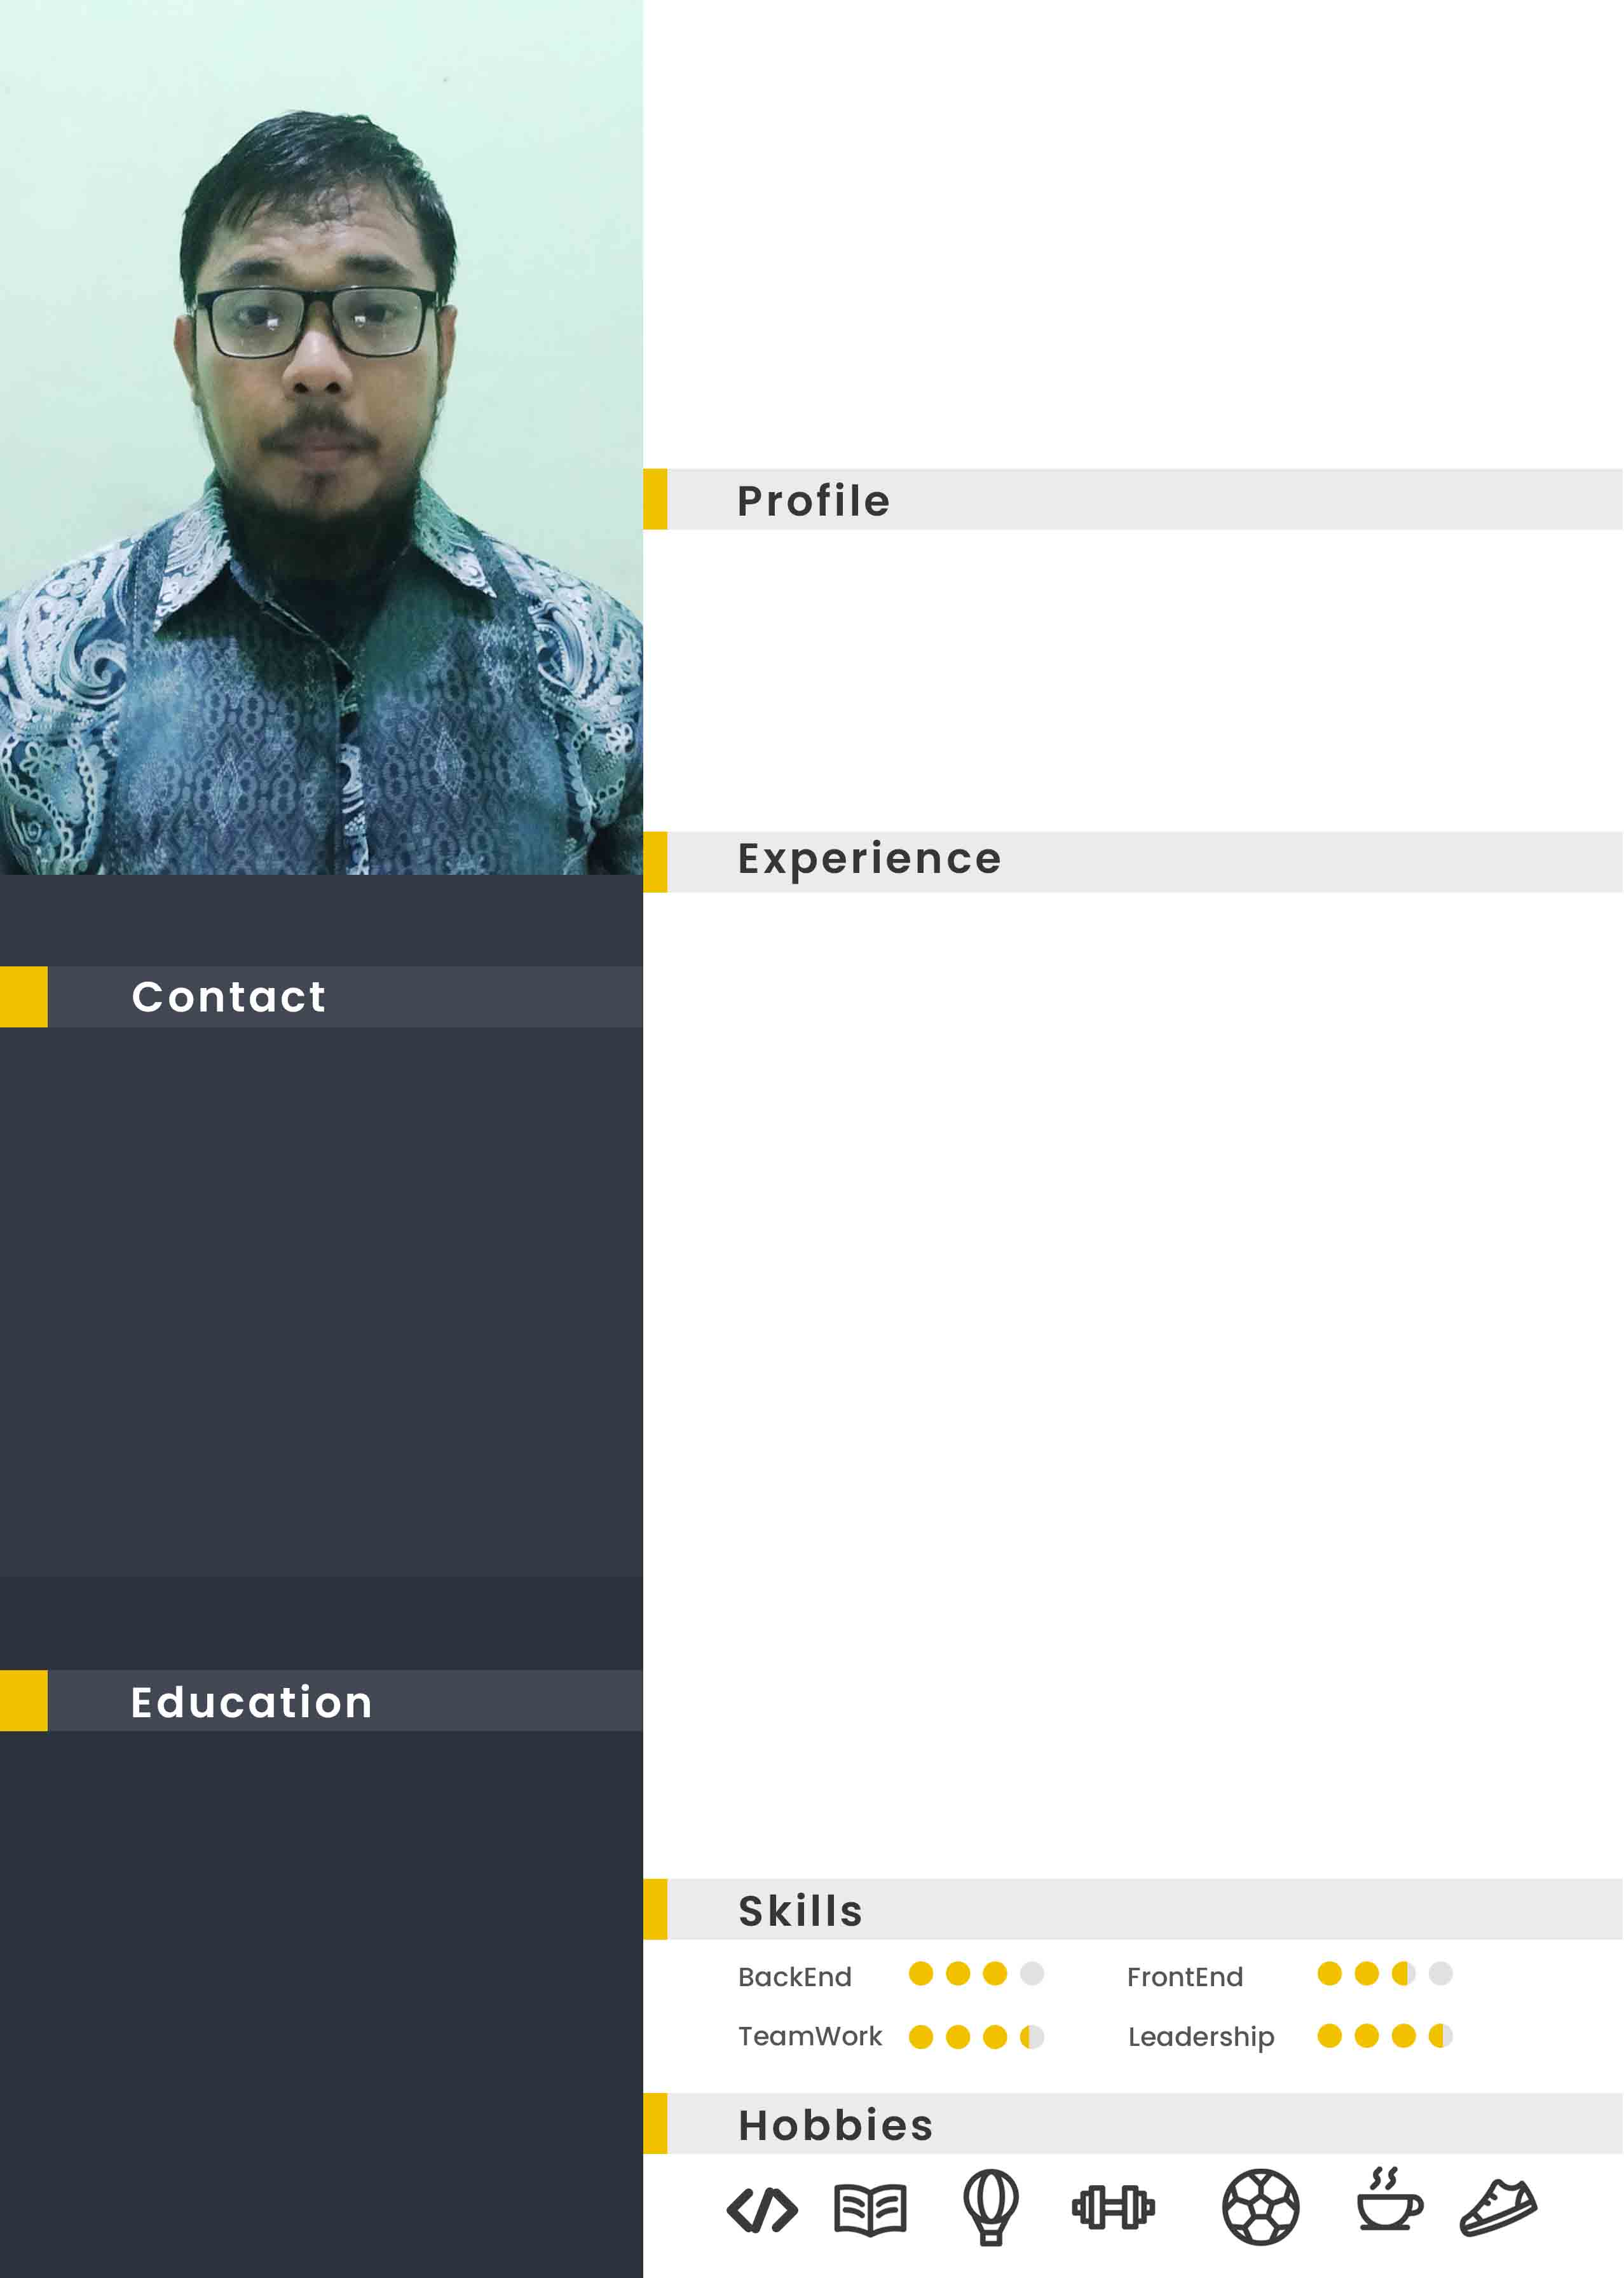 Profile
Experience
Contact
Education
Skills
BackEnd FrontEnd
TeamWork Leadership
Hobbies